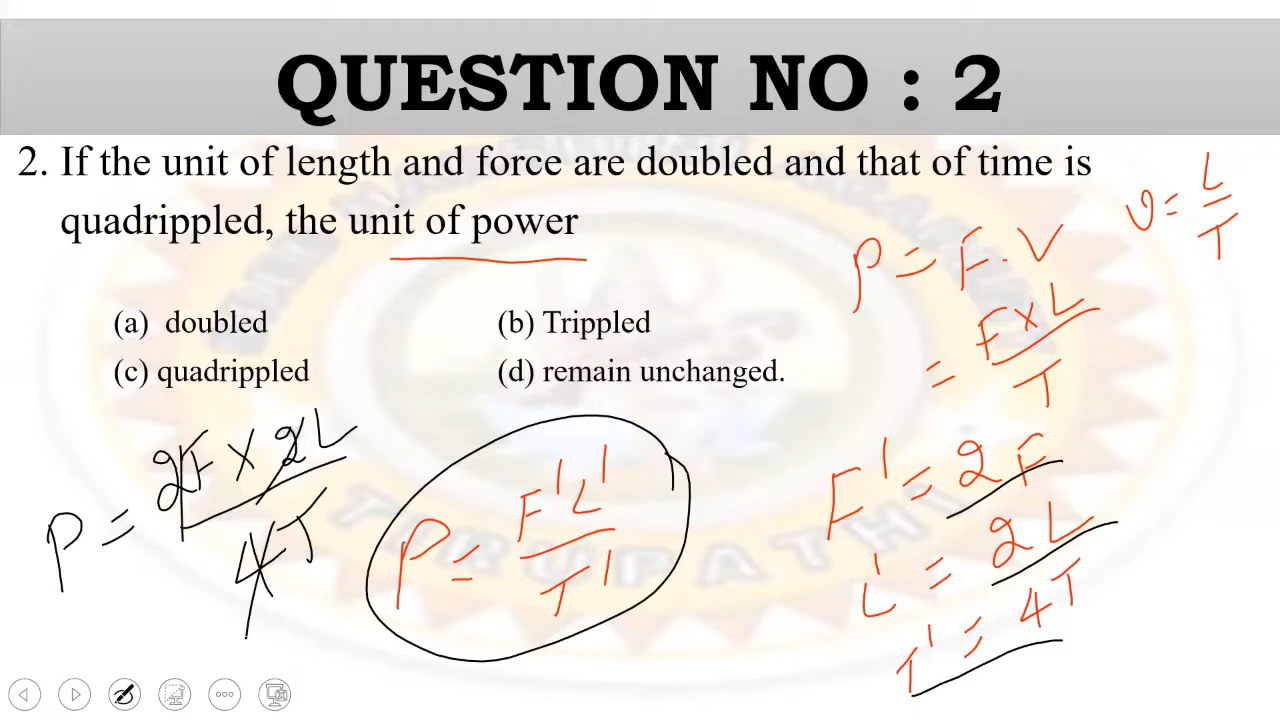 QUESTION NO : 2
2. If the unit of length and force are doubled and that of time is
quadrippled, the unit of power
(a) doubled
(b) Trippled
(c) quadrippled
(d) remain unchanged.
v = L/T
P = F . V
= F x L / T
F' = 2F
L' = 2L
T' = 4T
P = F'L' / T'
P = 2F x 2L / 4T
TIRUPATHI